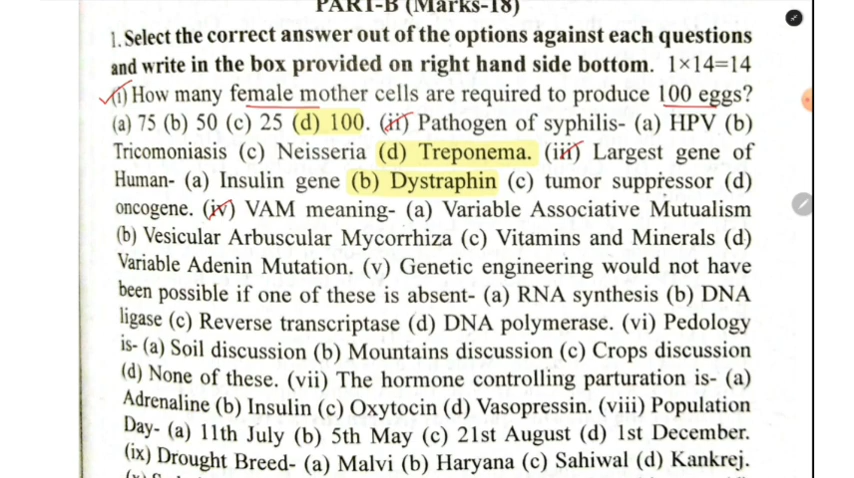 PART-B (Marks-18)
1. Select the correct answer out of the options against each questions
and write in the box provided on right hand side bottom. 1×14=14
(i) How many female mother cells are required to produce 100 eggs?
(a) 75 (b) 50 (c) 25 (d) 100. (ii) Pathogen of syphilis- (a) HPV (b)
Tricomoniasis (c) Neisseria (d) Treponema. (iii) Largest gene of
Human- (a) Insulin gene (b) Dystraphin (c) tumor suppressor (d)
oncogene. (iv) VAM meaning- (a) Variable Associative Mutualism
(b) Vesicular Arbuscular Mycorrhiza (c) Vitamins and Minerals (d)
Variable Adenin Mutation. (v) Genetic engineering would not have
been possible if one of these is absent- (a) RNA synthesis (b) DNA
ligase (c) Reverse transcriptase (d) DNA polymerase. (vi) Pedology
is- (a) Soil discussion (b) Mountains discussion (c) Crops discussion
(d) None of these. (vii) The hormone controlling parturation is- (a)
Adrenaline (b) Insulin (c) Oxytocin (d) Vasopressin. (viii) Population
Day- (a) 11th July (b) 5th May (c) 21st August (d) 1st December.
(ix) Drought Breed- (a) Malvi (b) Haryana (c) Sahiwal (d) Kankrej.